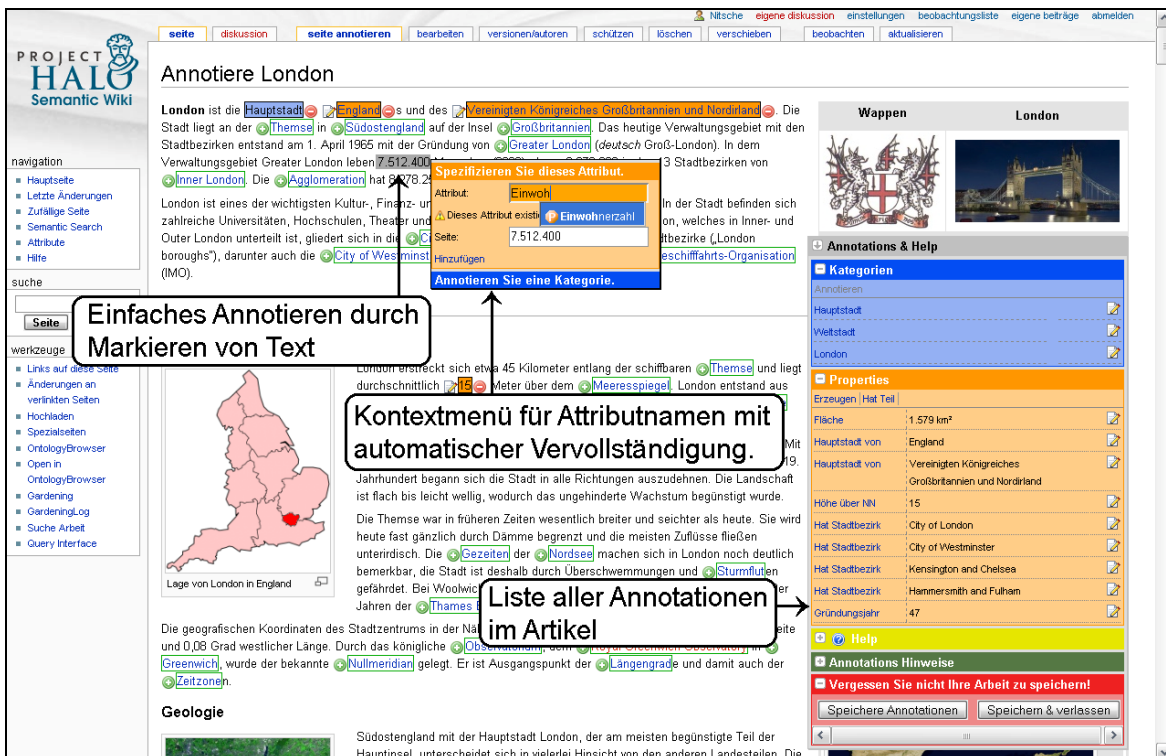 Nitsche eigene diskussion einstellungen beobachtungsliste eigene beiträge abmelden
seite diskussion seite annotieren bearbeiten versionen/autoren schützen löschen verschieben beobachten aktualisieren
PROJECT
HALO
Semantic Wiki
navigation
Hauptseite
Letzte Änderungen
Zufällige Seite
Semantic Search
Attribute
Hilfe
suche
Seite
werkzeuge
Links auf diese Seite
Änderungen an
verlinkten Seiten
Hochladen
Spezialseiten
OntologyBrowser
Open in
OntologyBrowser
Gardening
GardeningLog
Suche Arbeit
Query Interface
Annotiere London
London ist die Hauptstadt Englands und des Vereinigten Königreiches Großbritannien und Nordirland. Die
Stadt liegt an der Themse in Südostengland auf der Insel Großbritannien. Das heutige Verwaltungsgebiet mit den
Stadtbezirken entstand am 1. April 1965 mit der Gründung von Greater London (deutsch Groß-London). In dem
Verwaltungsgebiet Greater London leben 7.512.400 13 Stadtbezirken von
Inner London. Die Agglomeration hat
London ist eines der wichtigsten Kultur-, In der Stadt befinden sich
zahlreiche Universitäten, Hochschulen, Theater und welches in Inner- und
Outer London unterteilt ist, gliedert sich in die („London
boroughs"), darunter auch die City of
(IMO).
Spezifizieren Sie dieses Attribut.
Attribut: Einwoh
Dieses Attribut Einwohnerzahl
Seite: 7.512.400
Hinzufügen
Annotieren Sie eine Kategorie.
Einfaches Annotieren durch
Markieren von Text
London erstreckt sich etwa 45 Kilometer entlang der schiffbaren Themse und liegt
durchschnittlich 15 Meter über dem Meeresspiegel. London entstand aus
Kontextmenü für Attributnamen mit
automatischer Vervollständigung.
Mit
19.
Jahrhundert begann sich die Stadt in alle Richtungen auszudehnen. Die Landschaft
ist flach bis leicht wellig, wodurch das ungehinderte Wachstum begünstigt wurde.
Die Themse war in früheren Zeiten wesentlich breiter und seichter als heute. Sie wird
heute fast gänzlich durch Dämme begrenzt und die meisten Zuflüsse fließen
unterirdisch. Die Gezeiten der Nordsee machen sich in London noch deutlich
bemerkbar, die Stadt ist deshalb durch Überschwemmungen und Sturmfluten
gefährdet. Bei
Jahren der Thames
Lage von London in England
Liste aller Annotationen
im Artikel
Die geografischen Koordinaten des Stadtzentrums in der
und 0,08 Grad westlicher Länge. Durch das königliche
Greenwich, wurde der bekannte Nullmeridian gelegt. Er ist Ausgangspunkt der Längengrade und damit auch der
Zeitzonen.
Geologie
Südostengland mit der Hauptstadt London, der am meisten begünstigte Teil der
Hauptinsel, unterscheidet sich in vielerlei Hinsicht von den anderen Landesteilen. Die
Wappen London
Annotations & Help
Kategorien
Annotieren
Hauptstadt
Weltstadt
London
Properties
Erzeugen Hat Teil
Fläche 1.579 km²
Hauptstadt von England
Hauptstadt von Vereinigten Königreiches
Großbritannien und Nordirland
Höhe über NN 15
Hat Stadtbezirk City of London
Hat Stadtbezirk City of Westminster
Hat Stadtbezirk Kensington and Chelsea
Hat Stadtbezirk Hammersmith and Fulham
Gründungsjahr 47
Help
Annotations Hinweise
Vergessen Sie nicht Ihre Arbeit zu speichern!
Speichere Annotationen Speichern & verlassen